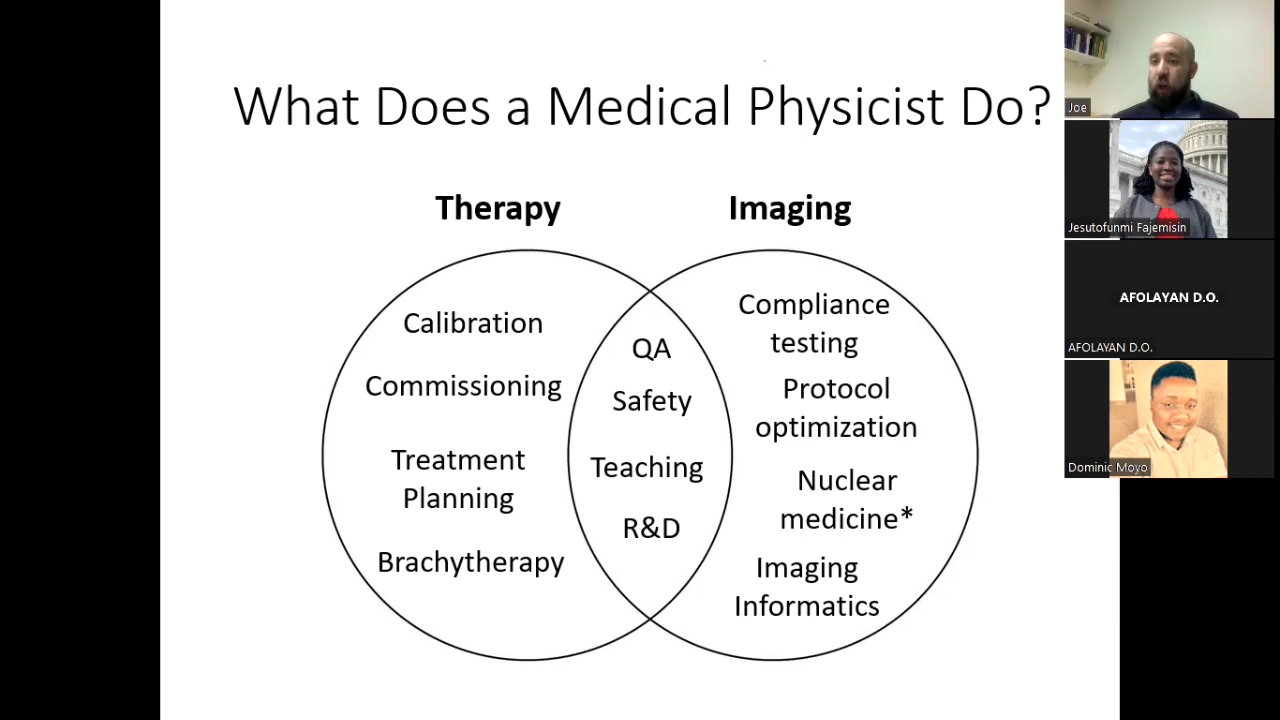 What Does a Medical Physicist Do?
Therapy
Imaging
Calibration
Commissioning
Treatment
Planning
Brachytherapy
QA
Safety
Teaching
R&D
Compliance
testing
Protocol
optimization
Nuclear
medicine*
Imaging
Informatics
Joe
Jesutofunmi Fajemisin
AFOLAYAN D.O.
AFOLAYAN D.O.
Dominic Moyo